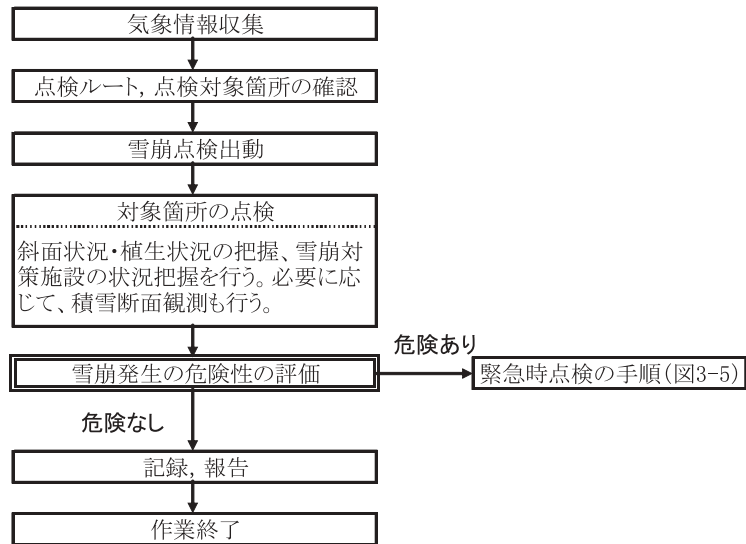 気象情報収集
点検ルート, 点検対象箇所の確認
雪崩点検出動
対象箇所の点検
斜面状況・植生状況の把握、雪崩対
策施設の状況把握を行う。必要に応
じて、積雪断面観測も行う。
危険あり
雪崩発生の危険性の評価
緊急時点検の手順(図3-5)
危険なし
記録, 報告
作業終了